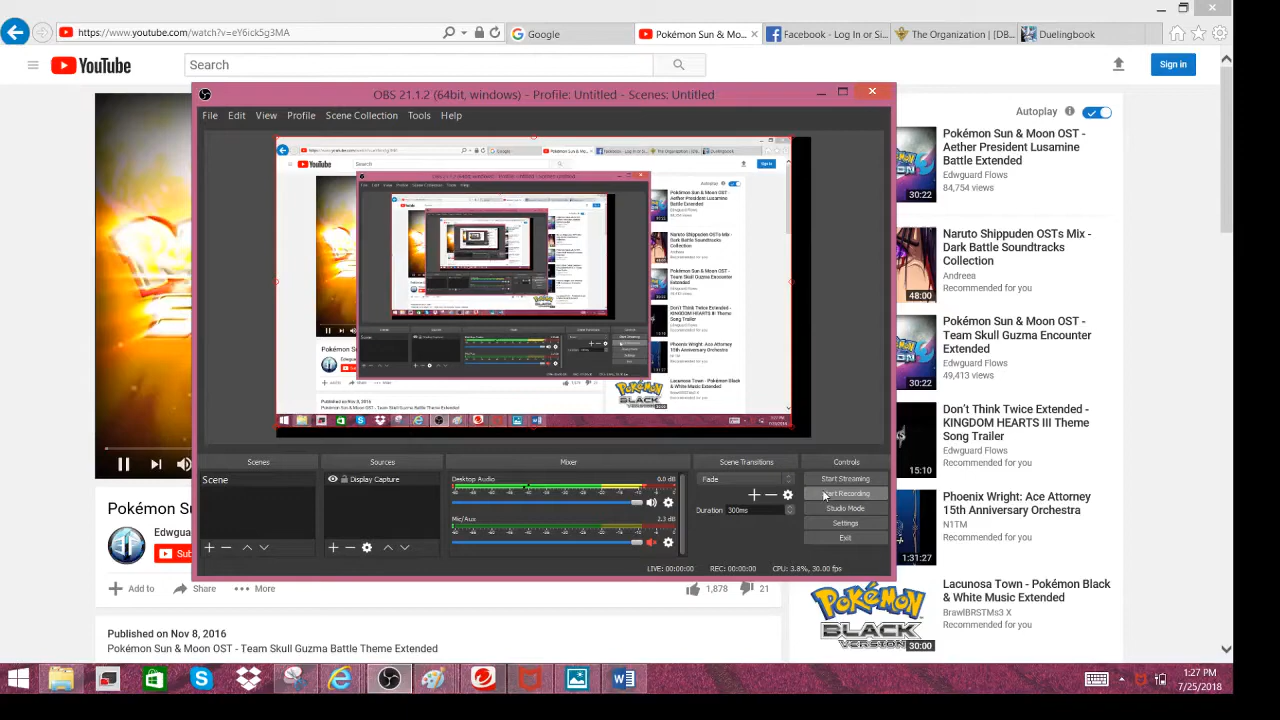 https://www.youtube.com/watch?v=eY6ickSg3MA
Google
Pokémon Sun & Mo...
Facebook - Log In or Si...
The Organization | [DB...
Duelingbook
YouTube
Search
Sign in
OBS 21.1.2 (64bit, windows) - Profile: Untitled - Scenes: Untitled
File Edit View Profile Scene Collection Tools Help
Autoplay
Pokémon Sun & Moon OST -
Aether President Lusamine
Battle Extended
Edwguard Flows
84,754 views
30:22
Naruto Shippuden OSTs Mix -
Dark Battle Soundtracks
Collection
Andreea
Recommended for you
48:00
Pokémon Sun & Moon OST -
Team Skull Guzma Encounter
Extended
Edwguard Flows
49,413 views
30:22
Don't Think Twice Extended -
KINGDOM HEARTS III Theme
Song Trailer
Recommended for you
15:10
Phoenix Wright: Ace Attorney
15th Anniversary Orchestra
N1TM
Recommended for you
1:31:27
Lacunosa Town - Pokémon Black
& White Music Extended
BrawlBRSTMs3 X
Recommended for you
POKÉMON
BLACK
VERSION
30:00
Scenes
Sources
Mixer
Scene Transitions
Controls
Scene
Display Capture
Desktop Audio
0.0 dB
Mic/Aux
2.3 dB
Fade
Duration 300ms
Start Streaming
Start Recording
Studio Mode
Settings
Exit
LIVE: 00:00:00
REC: 00:00:00
CPU: 3.8%, 30.00 fps
Pokém
Edwgu
Sub
Add to
Share
More
1,878
21
Published on Nov 8, 2016
Pokémon Sun & Moon OST - Team Skull Guzma Battle Theme Extended
1:27 PM
7/25/2018